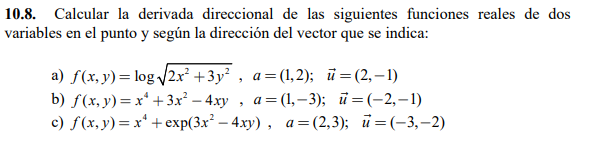 10.8. Calcular la derivada direccional de las siguientes funciones reales de dos
variables en el punto y según la dirección del vector que se indica:
a) f(x, y) = log √(2x² + 3y²) , a = (1,2); u⃗ = (2,−1)
b) f(x, y) = x⁴ + 3x² − 4xy , a = (1,−3); u⃗ = (−2,−1)
c) f(x, y) = x⁴ + exp(3x² − 4xy) , a = (2,3); u⃗ = (−3,−2)